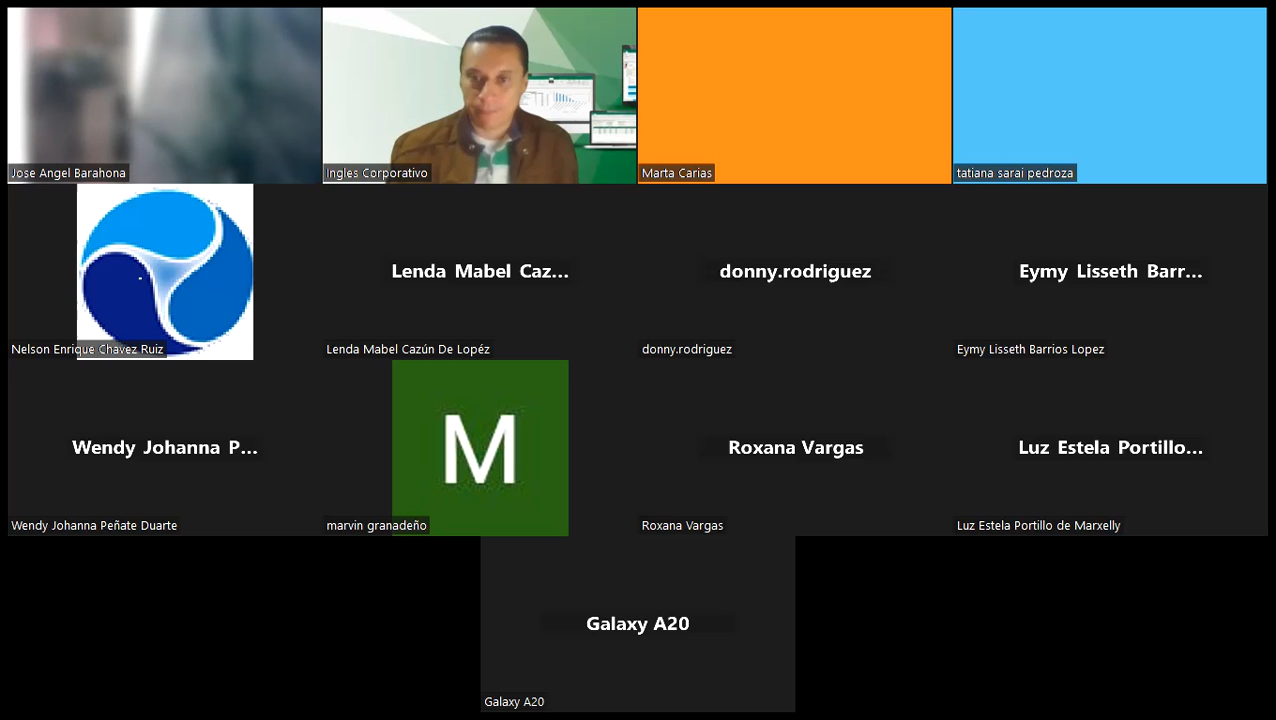 Jose Angel Barahona
Ingles Corporativo
Marta Carias
tatiana sarai pedroza
Nelson Enrique Chavez Ruiz
Lenda Mabel Caz...
Lenda Mabel Cazún De Lopéz
donny.rodriguez
donny.rodriguez
Eymy Lisseth Barr...
Eymy Lisseth Barrios Lopez
Wendy Johanna P...
Wendy Johanna Peñate Duarte
M
marvin granadeño
Roxana Vargas
Roxana Vargas
Luz Estela Portillo...
Luz Estela Portillo de Marxelly
Galaxy A20
Galaxy A20